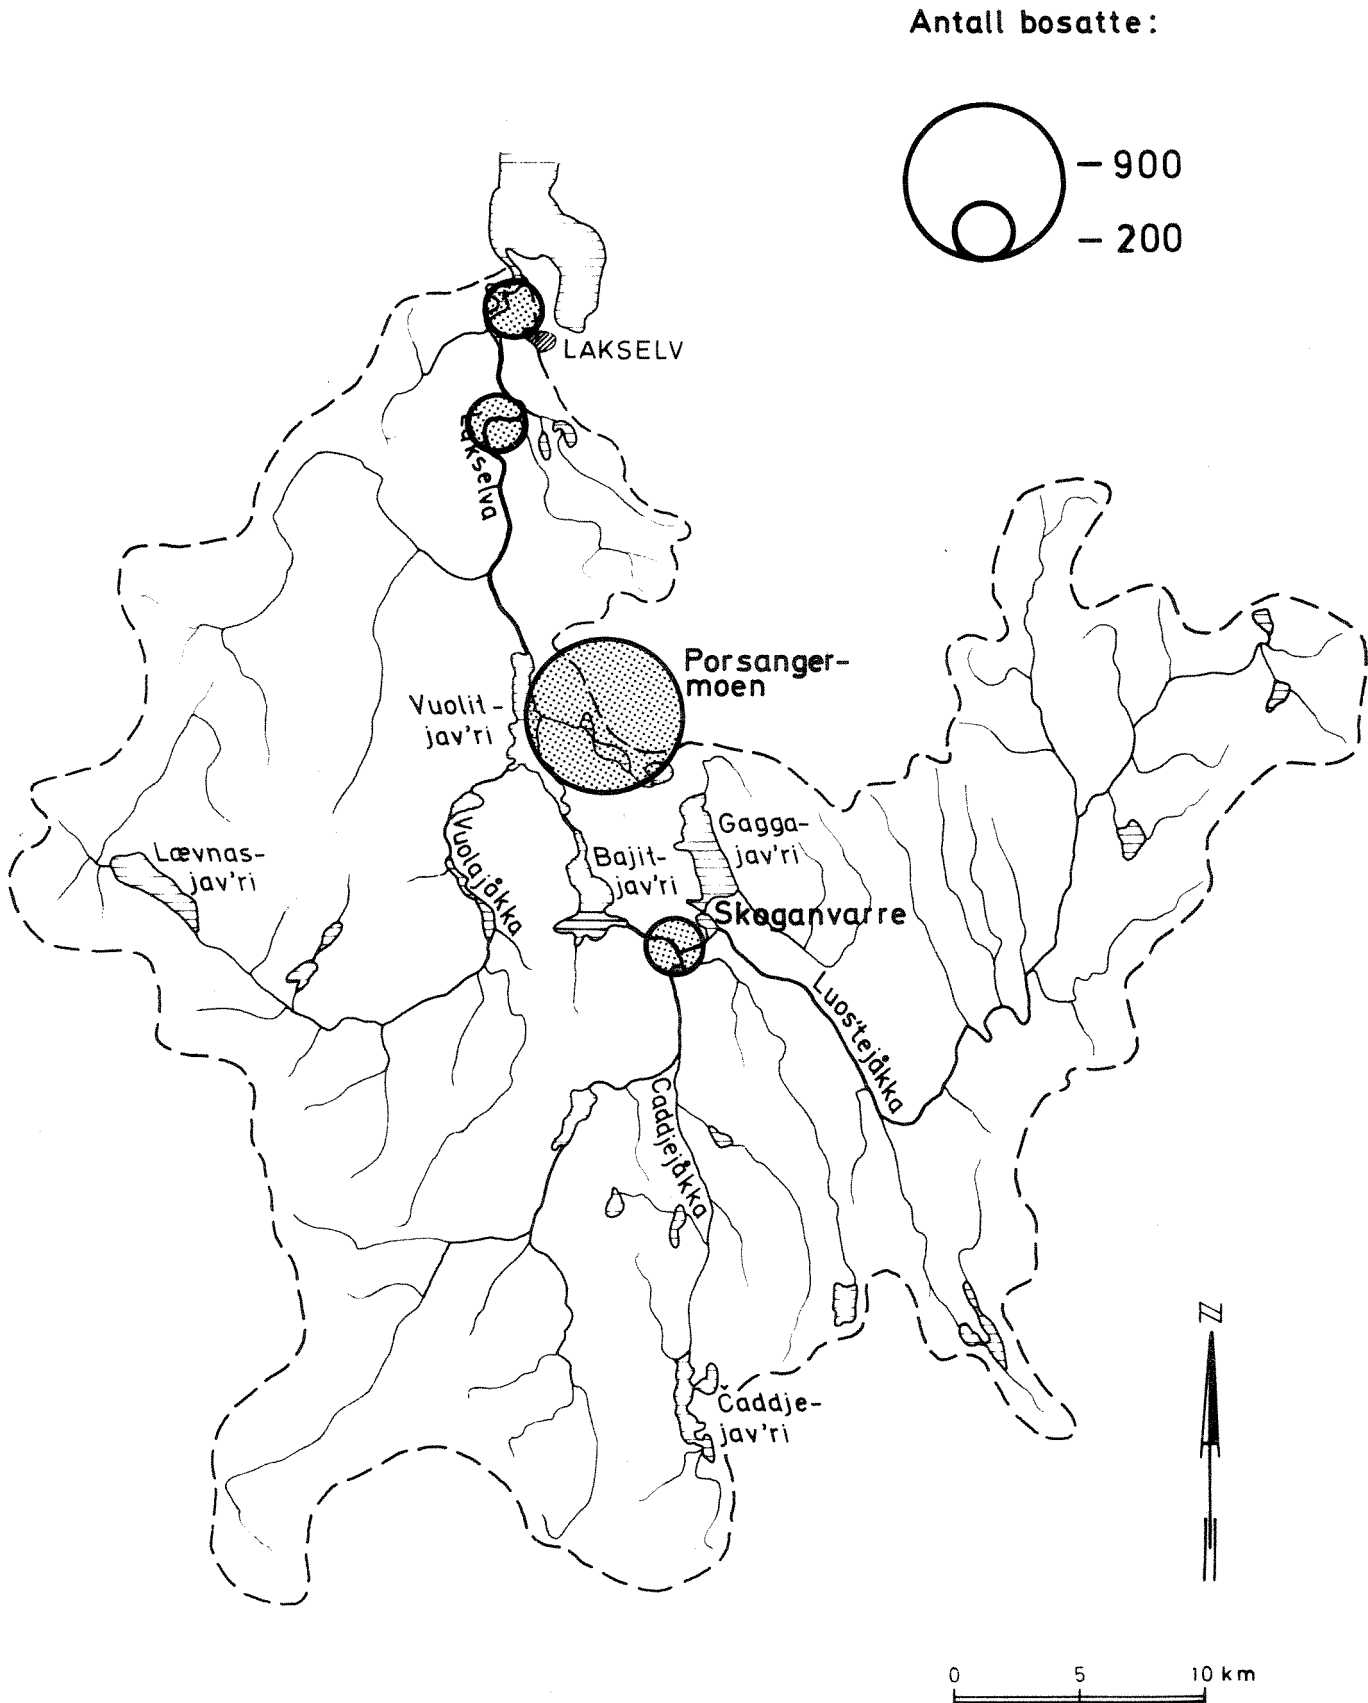 Antall bosatte:
– 900
– 200
LAKSELV
Lakselva
Porsanger-
moen
Vuolit-
jav'ri
Gagga-
jav'ri
Lævnas-
jav'ri
Vuolajåkka
Bajit-
jav'ri
Skoganvarre
Luos'tejåkka
Caddjejåkka
N
Čaddje-
jav'ri
0 5 10 km